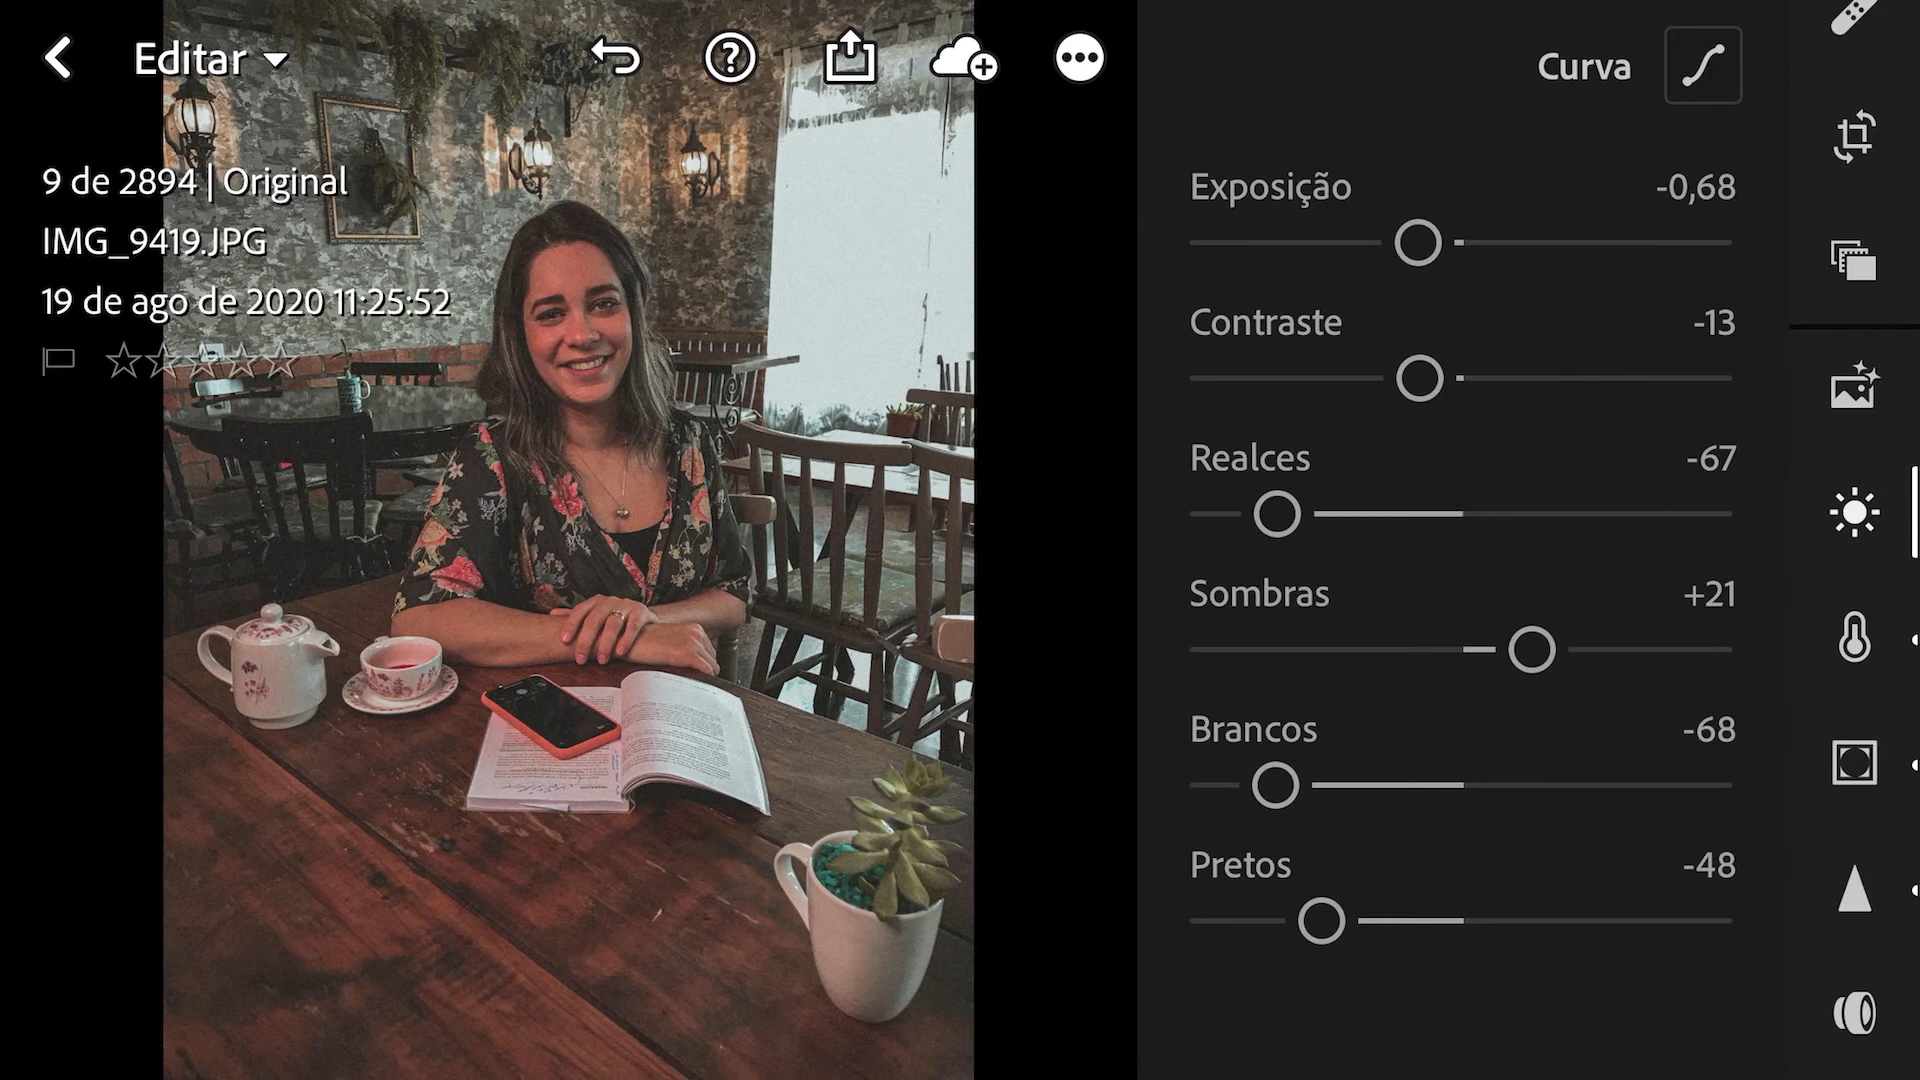 Editar
9 de 2894 | Original
IMG_9419.JPG
19 de ago de 2020 11:25:52
Curva
Exposição -0,68
Contraste -13
Realces -67
Sombras +21
Brancos -68
Pretos -48